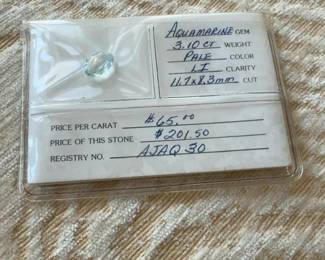 AQUAMARINE GEM
3.10 CT WEIGHT
PALE COLOR
LI CLARITY
11.7x8.3mm CUT
PRICE PER CARAT $65.00
PRICE OF THIS STONE $201.50
REGISTRY NO. AJAQ 30